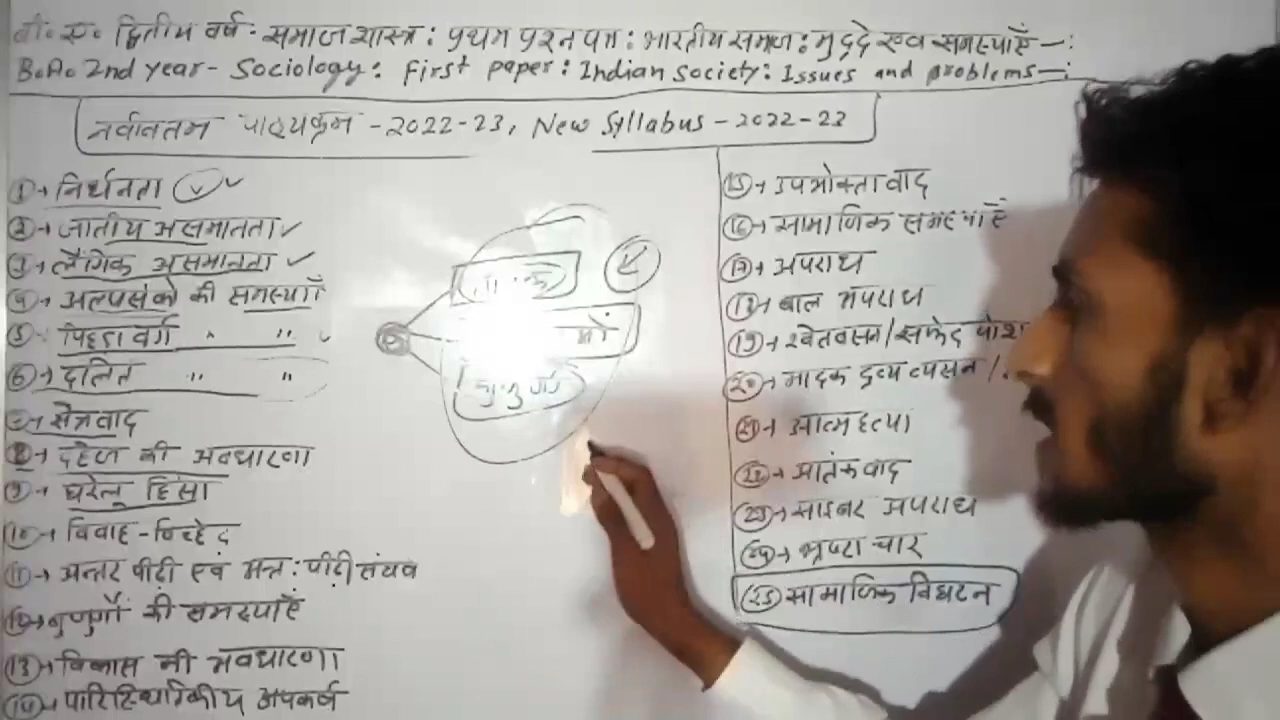 बी. ए. द्वितीय वर्ष - समाजशास्त्र : प्रथम प्रश्न पत्र : भारतीय समाज : मुद्दे एवं समस्याएँ -:
B.A. 2nd year - Sociology : First paper : Indian Society : Issues and problems -:
नवीनतम पाठ्यक्रम - 2022-23, New Syllabus - 2022-23
1 → निर्धनता
2 → जातीय असमानता
3 → लैंगिक असमानता
4 → अल्पसंको की समस्याएँ
5 → पिछडा वर्ग " "
6 → दलित " "
7 → क्षेत्रवाद
8 → दहेज की अवधारणा
9 → घरेलु हिंसा
10 → विवाह - विच्छेद
11 → अन्तर पीढी एवं अन्त: पीढी संघर्ष
12 → बुजुर्गों की समस्याएँ
13 → विकास की अवधारणा
14 → पारिस्थितिकीय अपकर्ष
बुजुर्ग
15 → उपभोक्तावाद
16 → सामाजिक समस्याएँ
17 → अपराध
18 → बाल अपराध
19 → श्वेतवसन / सफेद पोश
20 → मादक द्रव्य व्यसन /
21 → आत्महत्या
22 → आतंकवाद
23 → साइबर अपराध
24 → भ्रष्टाचार
25 सामाजिक विघटन